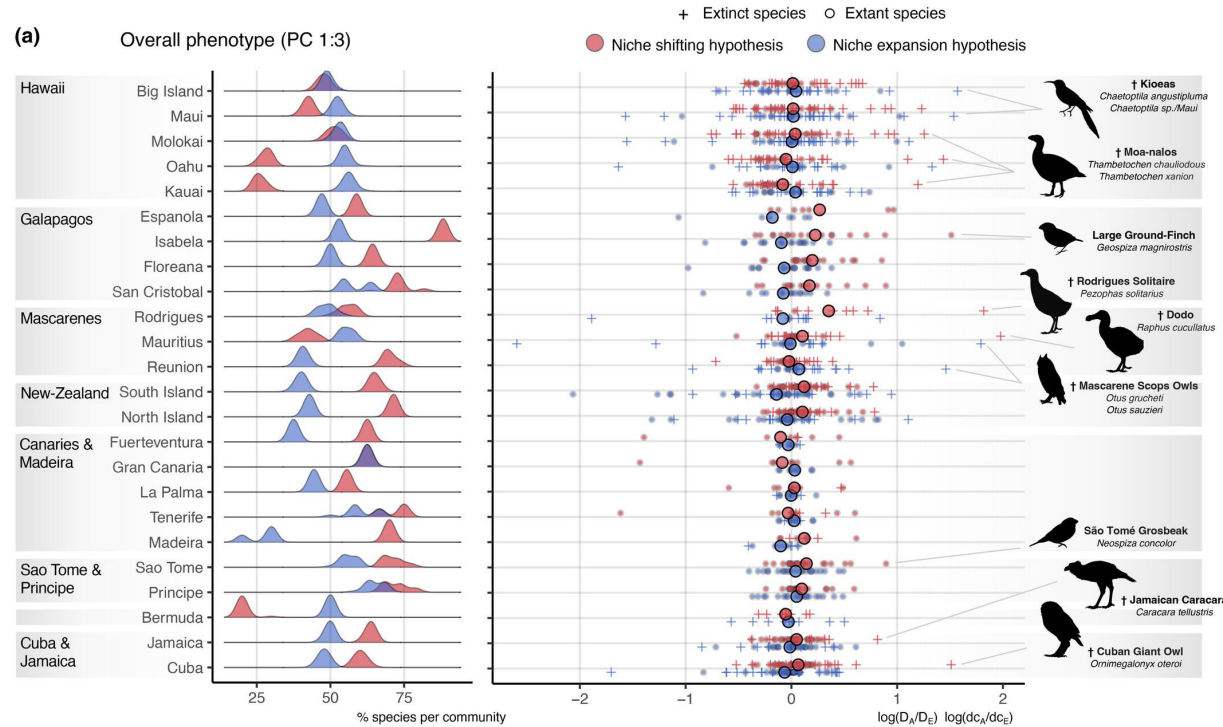 + Extinct species o Extant species
(a)
Overall phenotype (PC 1:3)
Niche shifting hypothesis Niche expansion hypothesis
Hawaii
Big Island
Maui
Molokai
Oahu
Kauai
Galapagos
Espanola
Isabela
Floreana
San Cristobal
Mascarenes
Rodrigues
Mauritius
Reunion
New-Zealand
South Island
North Island
Canaries &
Madeira
Fuerteventura
Gran Canaria
La Palma
Tenerife
Madeira
Sao Tome &
Principe
Sao Tome
Principe
Bermuda
Cuba &
Jamaica
Jamaica
Cuba
25 50 75
% species per community
−2 −1 0 1 2
log(D_A/D_E) log(dc_A/dc_E)
† Kioeas
Chaetoptila angustipluma
Chaetoptila sp./Maui
† Moa-nalos
Thambetochen chauliodous
Thambetochen xanion
Large Ground-Finch
Geospiza magnirostris
† Rodrigues Solitaire
Pezophas solitarius
† Dodo
Raphus cucullatus
† Mascarene Scops Owls
Otus grucheti
Otus sauzieri
São Tomé Grosbeak
Neospiza concolor
† Jamaican Caracara
Caracara tellustris
† Cuban Giant Owl
Ornimegalonyx oteroi